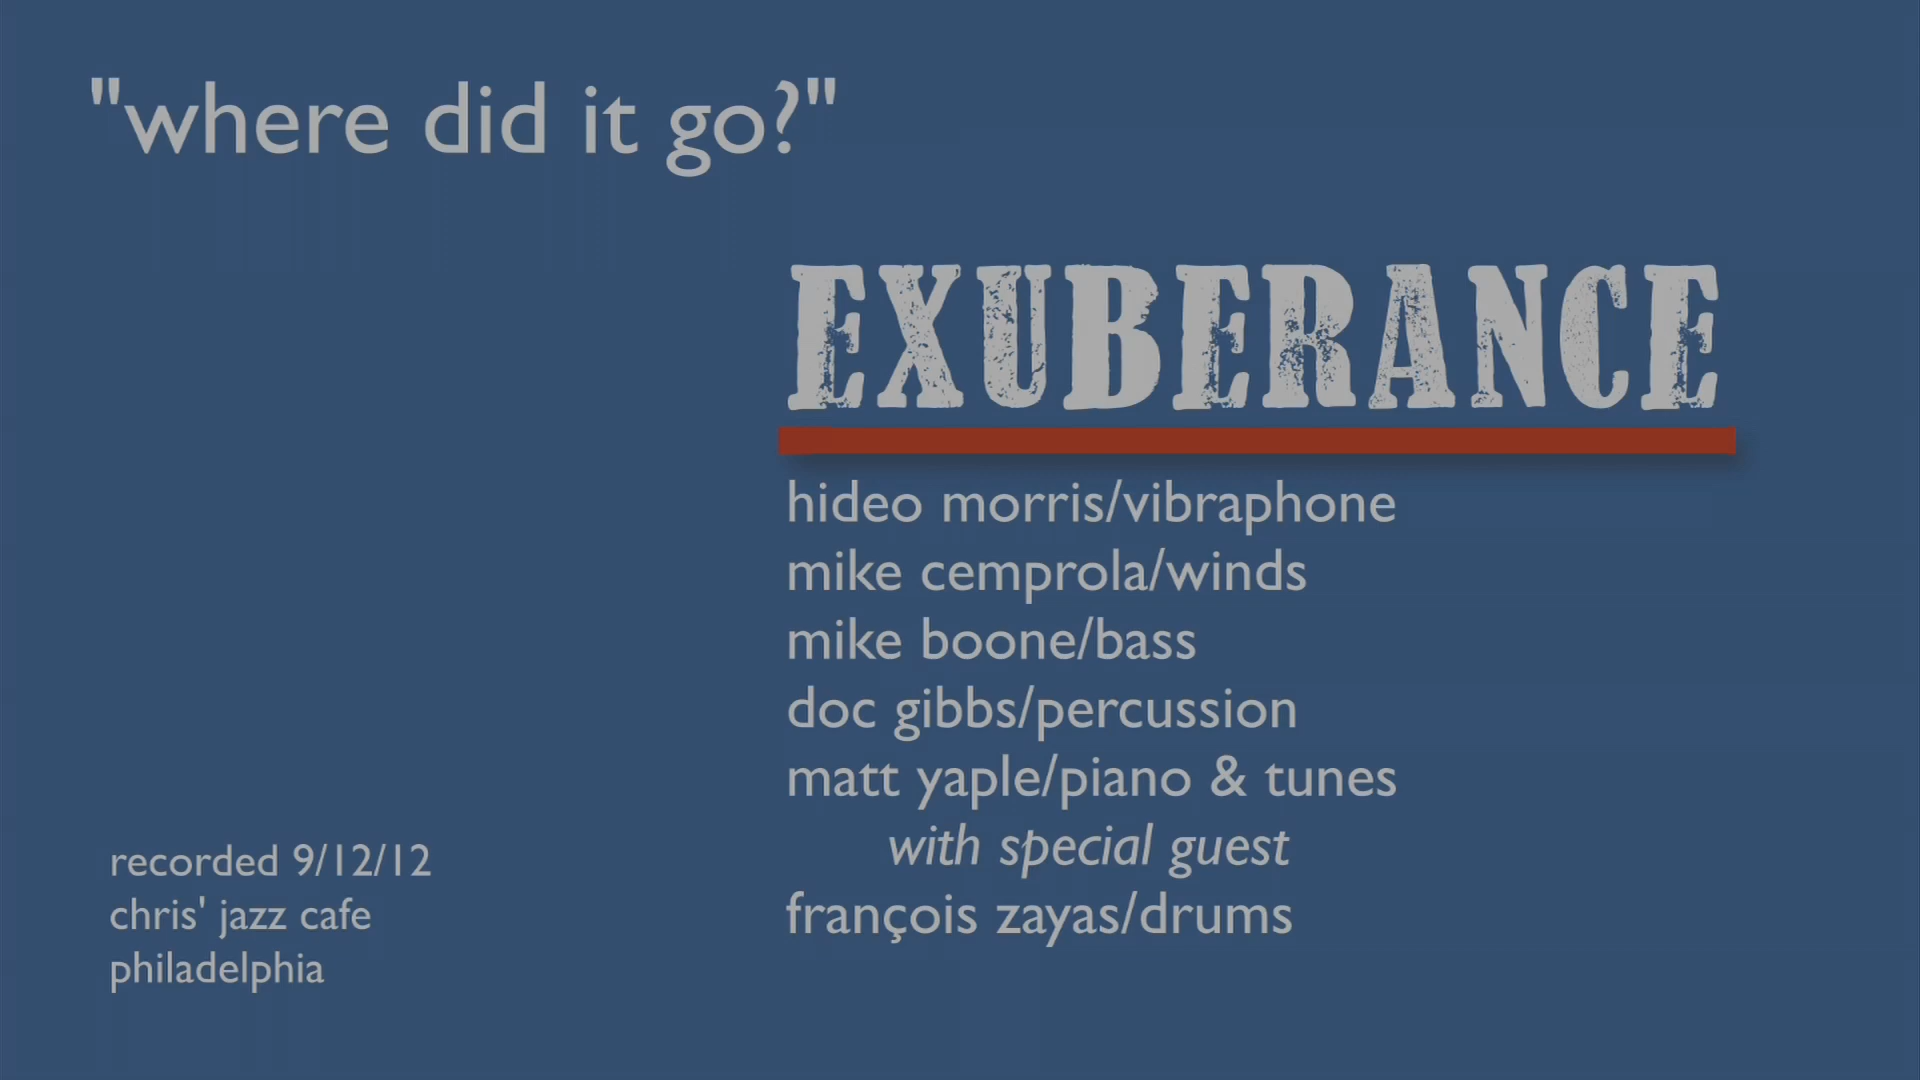 "where did it go?"
EXUBERANCE
hideo morris/vibraphone
mike cemprola/winds
mike boone/bass
doc gibbs/percussion
matt yaple/piano & tunes
with special guest
françois zayas/drums
recorded 9/12/12
chris' jazz cafe
philadelphia